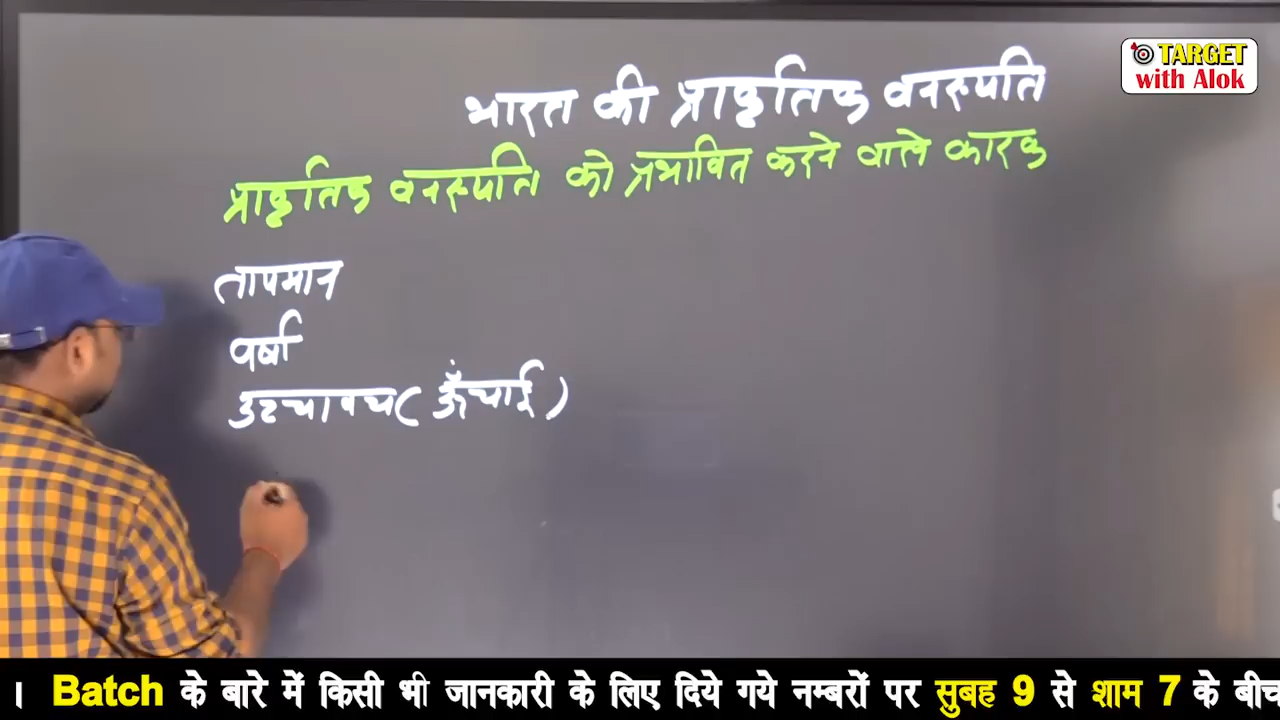 TARGET
with Alok
भारत की प्राकृतिक वनस्पति
प्राकृतिक वनस्पति को प्रभावित करने वाले कारक
तापमान
वर्षा
उच्चावच (ऊँचाई)
। Batch के बारे में किसी भी जानकारी के लिए दिये गये नम्बरों पर सुबह 9 से शाम 7 के बीच